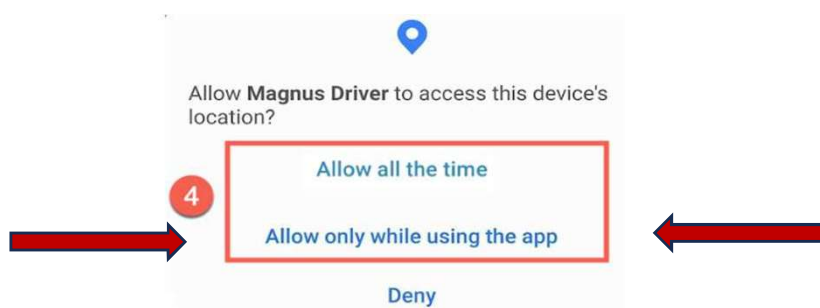 Allow Magnus Driver to access this device's
location?
Allow all the time
4
Allow only while using the app
Deny